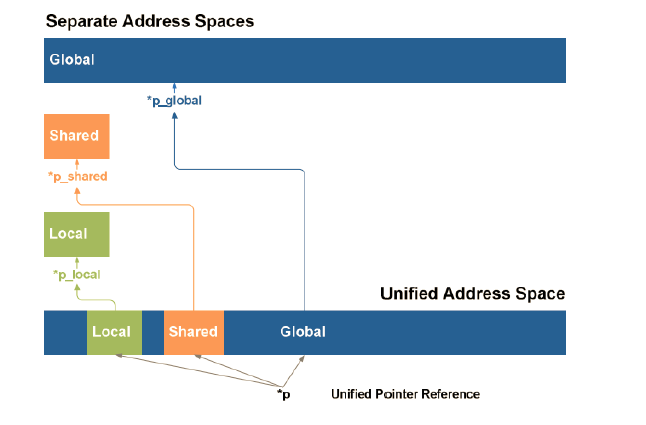 Separate Address Spaces
Global
*p_global
Shared
*p_shared
Local
*p_local
Unified Address Space
Local Shared Global
*p Unified Pointer Reference